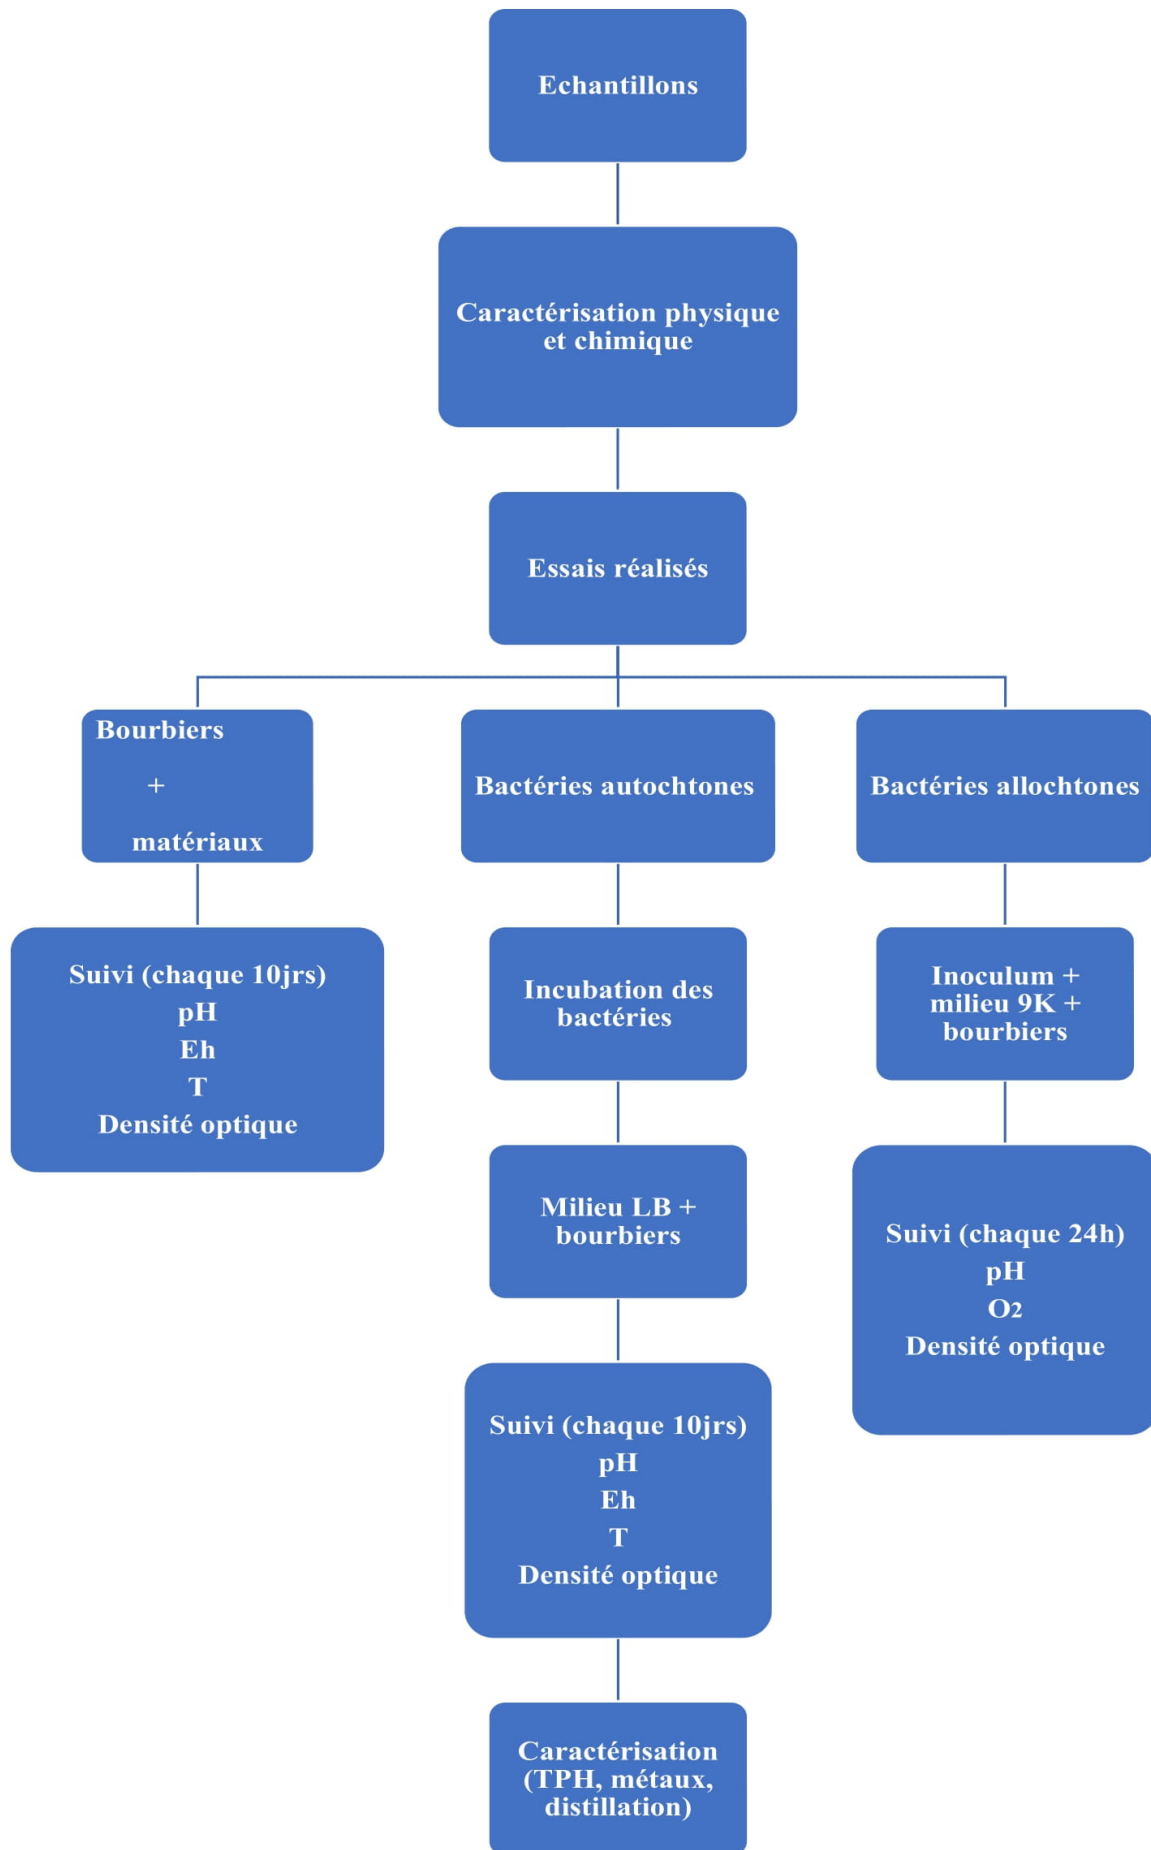 Echantillons
Caractérisation physique
et chimique
Essais réalisés
Bourbiers
+
matériaux
Bactéries autochtones
Bactéries allochtones
Suivi (chaque 10jrs)
pH
Eh
T
Densité optique
Incubation des
bactéries
Inoculum +
milieu 9K +
bourbiers
Milieu LB +
bourbiers
Suivi (chaque 24h)
pH
O2
Densité optique
Suivi (chaque 10jrs)
pH
Eh
T
Densité optique
Caractérisation
(TPH, métaux,
distillation)